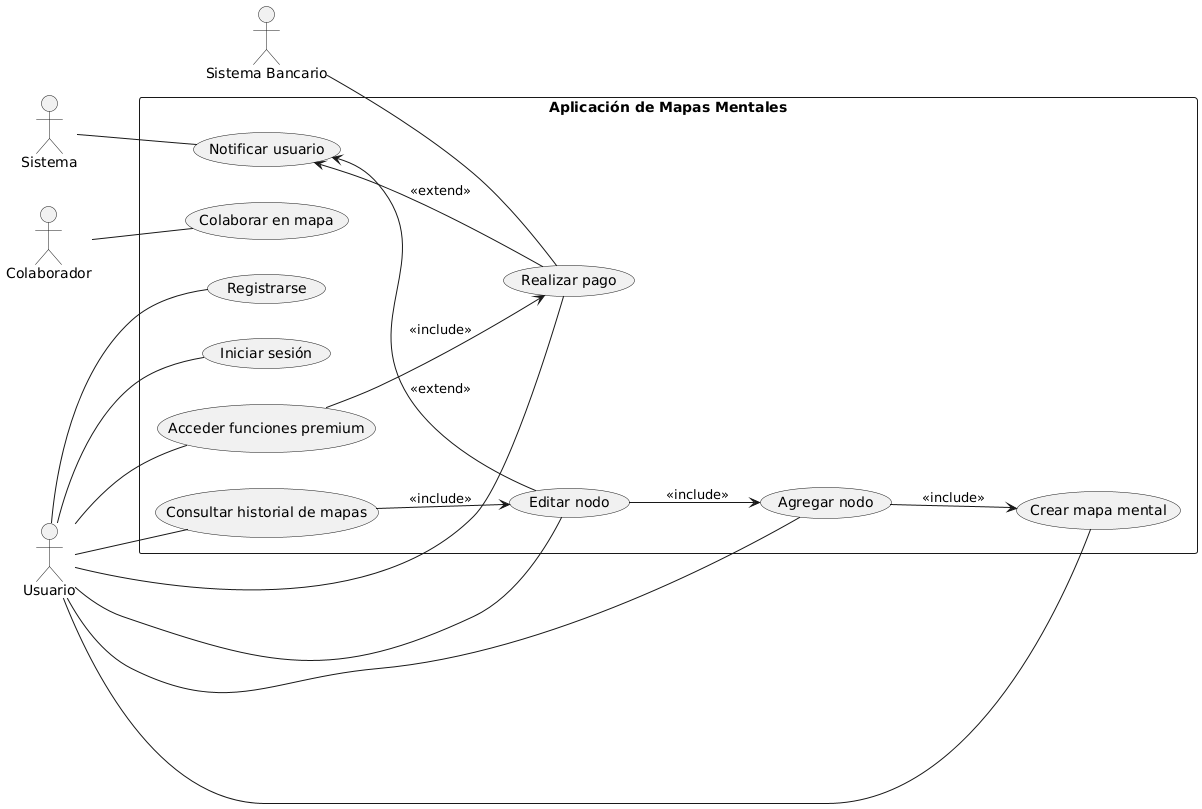 Sistema Bancario
Aplicación de Mapas Mentales
Sistema
Notificar usuario
«extend»
Colaborar en mapa
Colaborador
Registrarse
Realizar pago
«include»
Iniciar sesión
«extend»
Acceder funciones premium
Consultar historial de mapas
«include»
Editar nodo
«include»
Agregar nodo
«include»
Crear mapa mental
Usuario